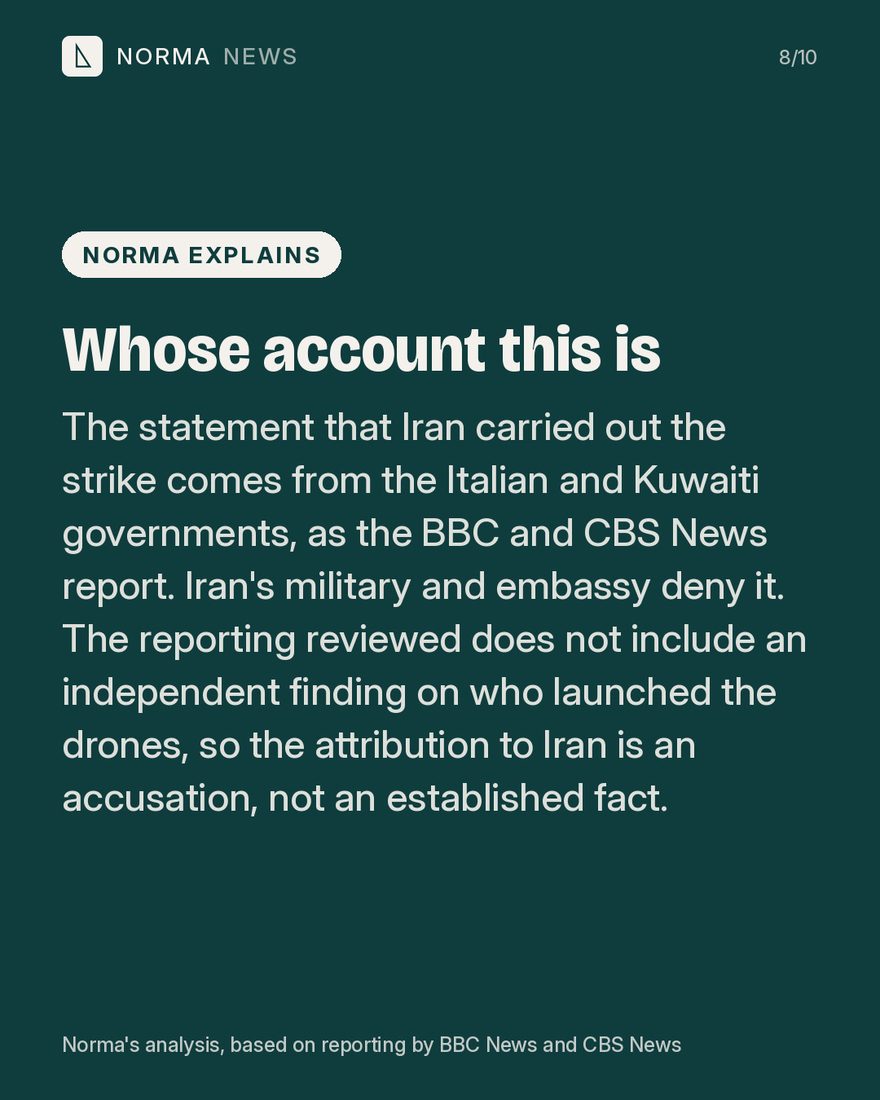 NORMA NEWS
8/10
NORMA EXPLAINS
Whose account this is
The statement that Iran carried out the
strike comes from the Italian and Kuwaiti
governments, as the BBC and CBS News
report. Iran's military and embassy deny it.
The reporting reviewed does not include an
independent finding on who launched the
drones, so the attribution to Iran is an
accusation, not an established fact.
Norma's analysis, based on reporting by BBC News and CBS News